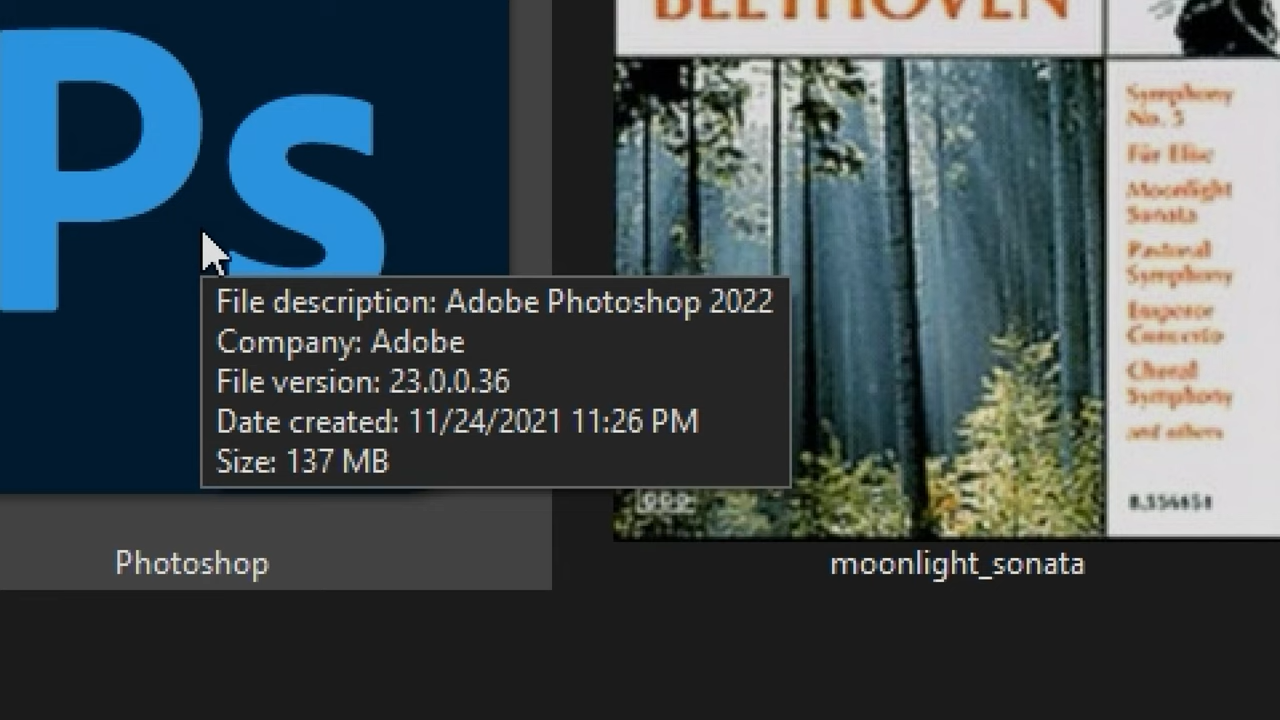 BEETHOVEN
Ps
Symphony
No. 5
Für Elise
Moonlight
Sonata
Pastoral
Symphony
Emperor
Concerto
Choral
Symphony
and others
File description: Adobe Photoshop 2022
Company: Adobe
File version: 23.0.0.36
Date created: 11/24/2021 11:26 PM
Size: 137 MB
Photoshop
moonlight_sonata